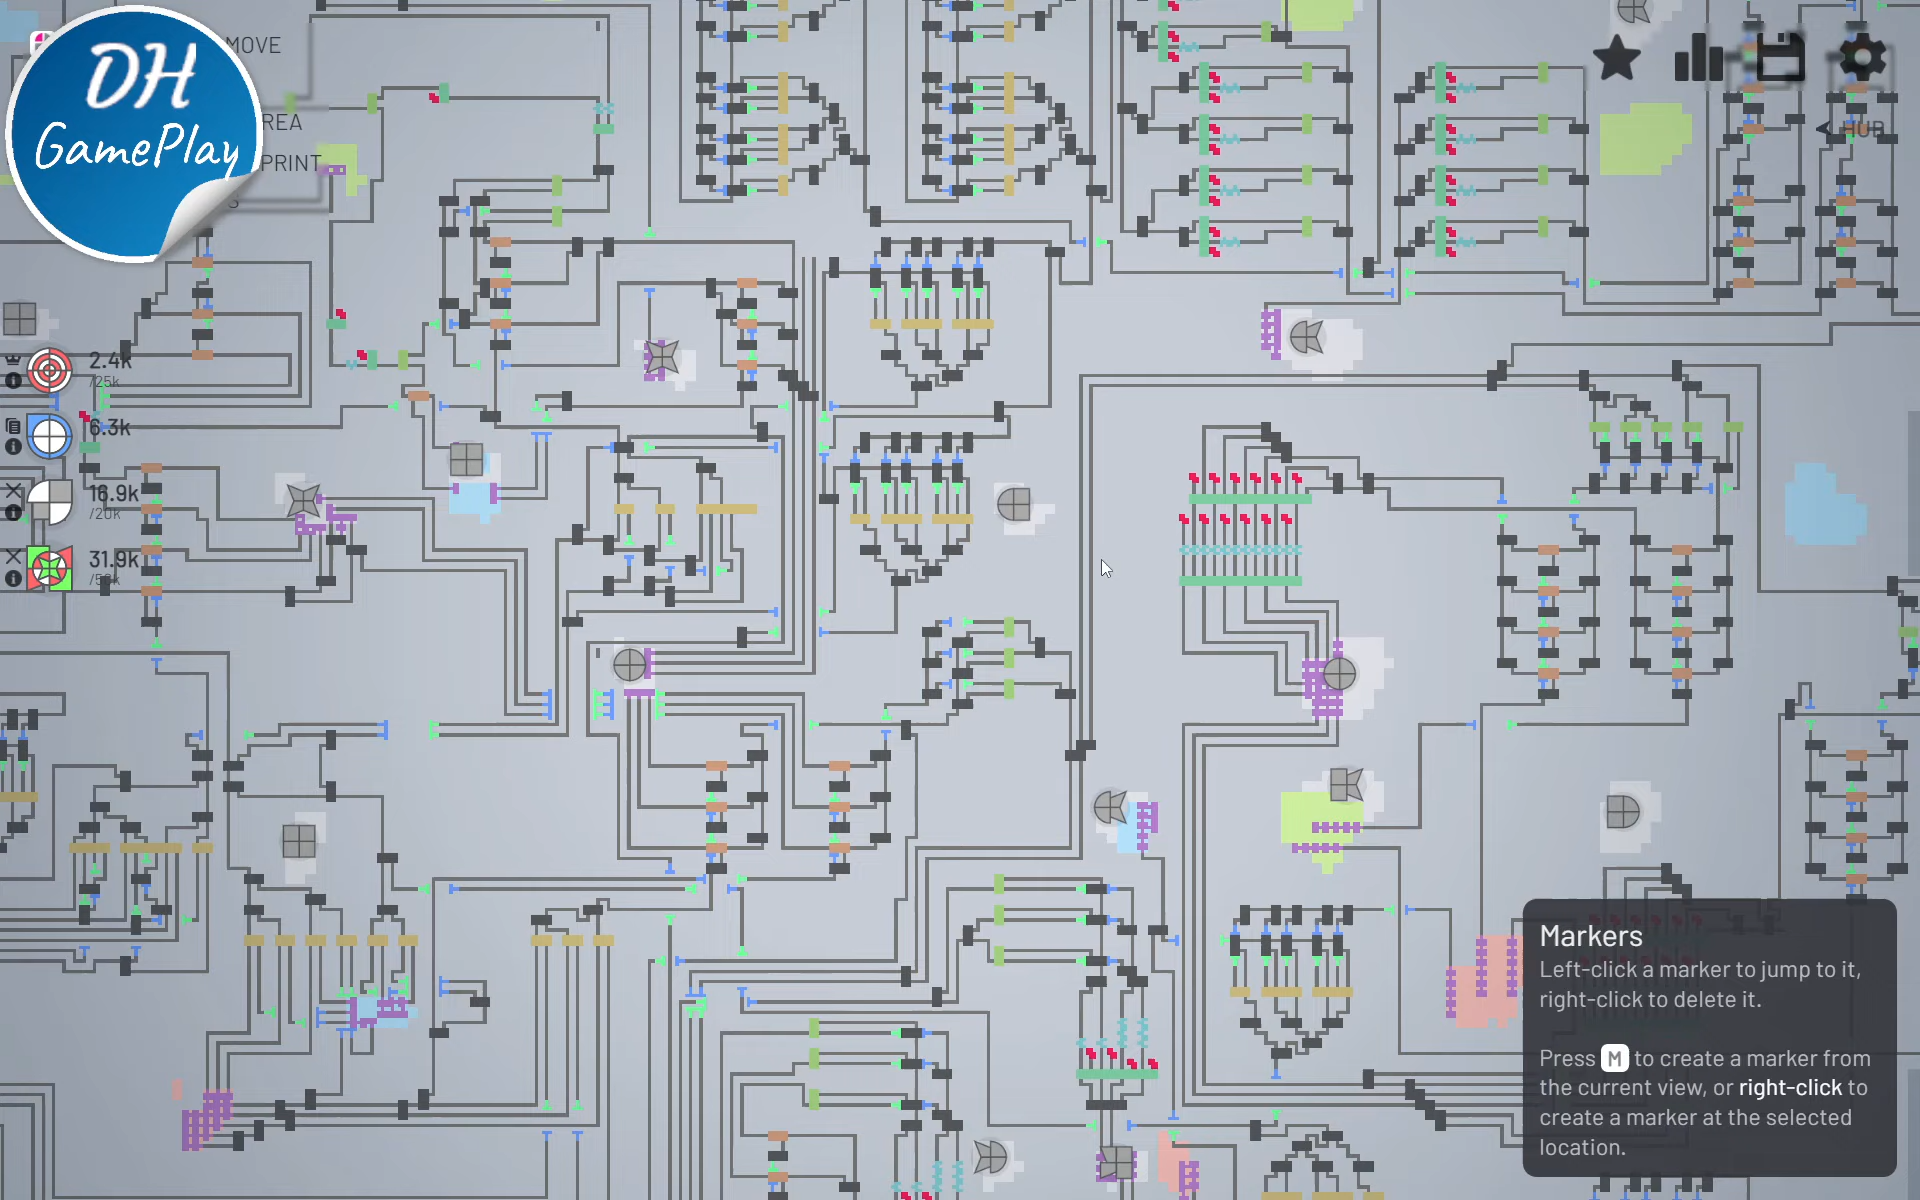 DH
GamePlay
MOVE
REA
PRINT
S
HUB
2.4k
/25k
6.3k
16.9k
/20k
31.9k
Markers
Left-click a marker to jump to it,
right-click to delete it.
Press M to create a marker from
the current view, or right-click to
create a marker at the selected
location.